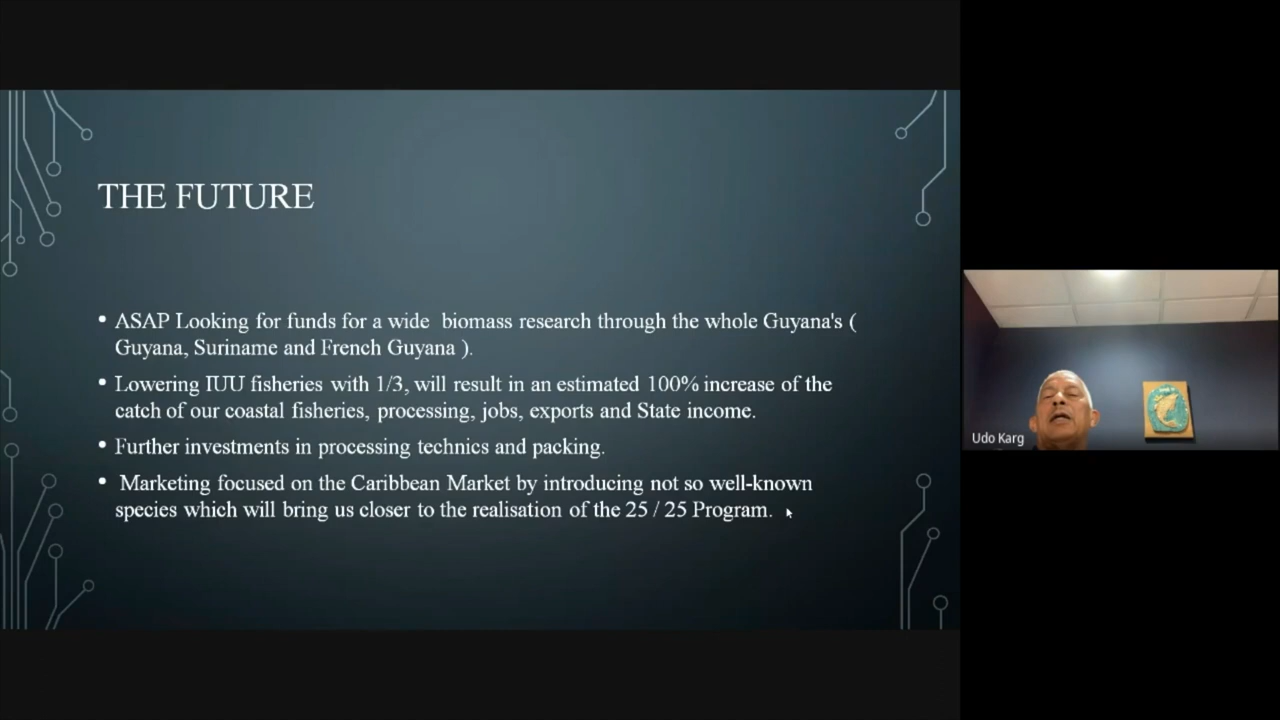 THE FUTURE
• ASAP Looking for funds for a wide biomass research through the whole Guyana's (
Guyana, Suriname and French Guyana ).
• Lowering IUU fisheries with 1/3, will result in an estimated 100% increase of the
catch of our coastal fisheries, processing, jobs, exports and State income.
• Further investments in processing technics and packing.
• Marketing focused on the Caribbean Market by introducing not so well-known
species which will bring us closer to the realisation of the 25 / 25 Program.
Udo Karg